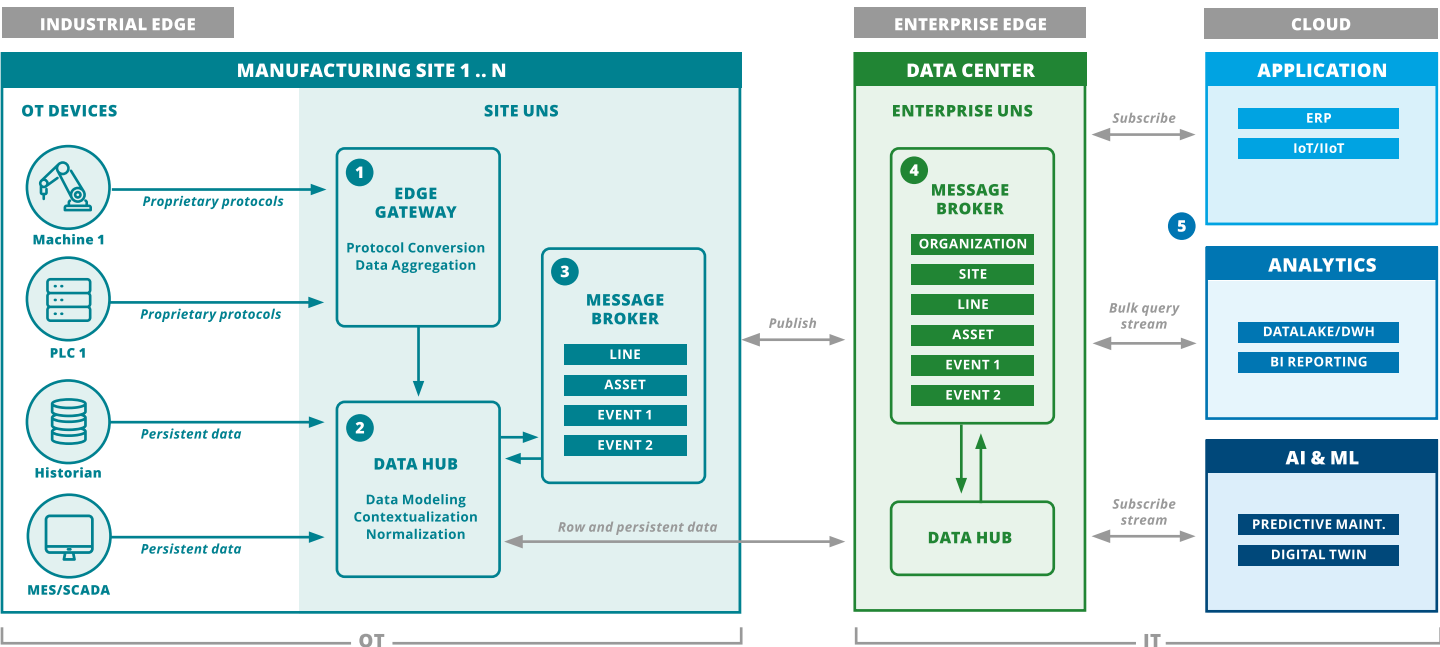 INDUSTRIAL EDGE
ENTERPRISE EDGE
CLOUD
MANUFACTURING SITE 1 .. N
OT DEVICES
SITE UNS
Machine 1
Proprietary protocols
PLC 1
Proprietary protocols
Historian
Persistent data
MES/SCADA
Persistent data
1
EDGE
GATEWAY
Protocol Conversion
Data Aggregation
2
DATA HUB
Data Modeling
Contextualization
Normalization
3
MESSAGE
BROKER
LINE
ASSET
EVENT 1
EVENT 2
Row and persistent data
Publish
DATA CENTER
ENTERPRISE UNS
4
MESSAGE
BROKER
ORGANIZATION
SITE
LINE
ASSET
EVENT 1
EVENT 2
DATA HUB
Subscribe
5
Bulk query
stream
Subscribe
stream
APPLICATION
ERP
IoT/IIoT
ANALYTICS
DATALAKE/DWH
BI REPORTING
AI & ML
PREDICTIVE MAINT.
DIGITAL TWIN
OT
IT